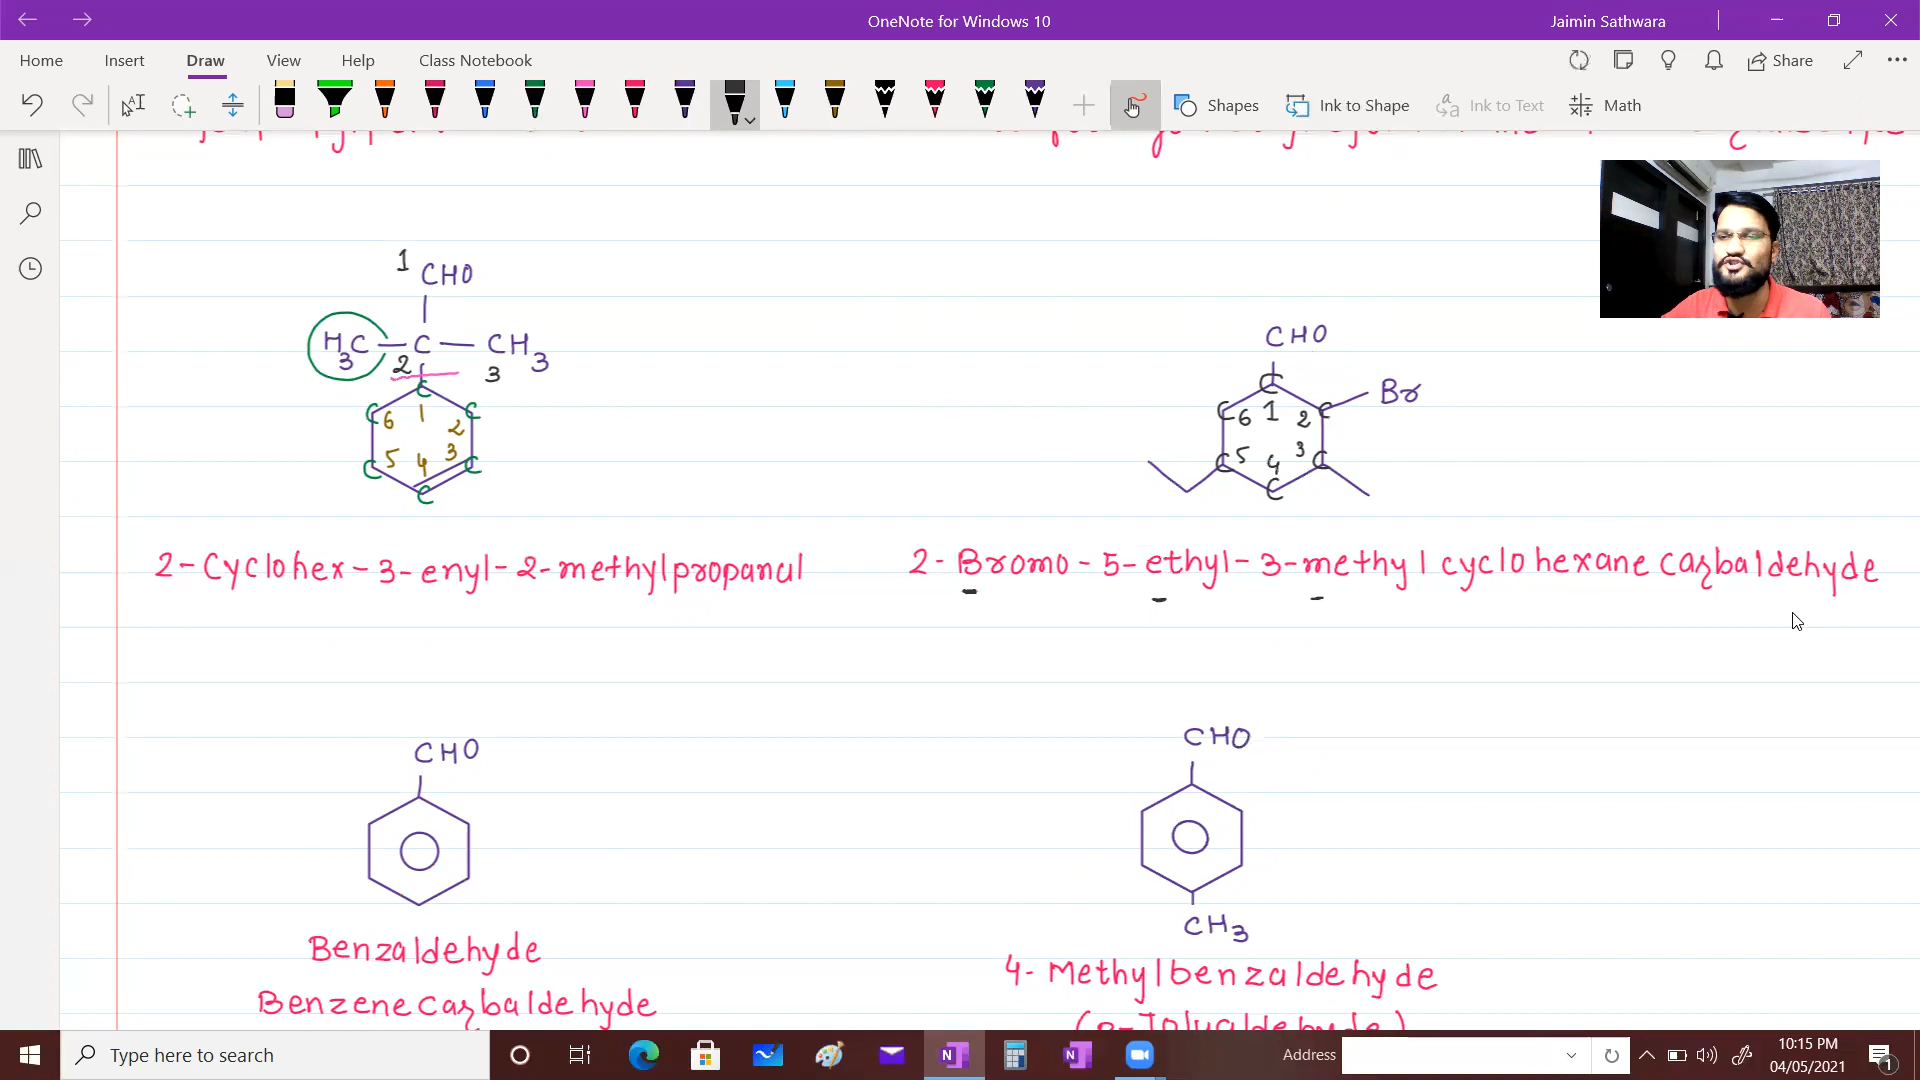 OneNote for Windows 10
Jaimin Sathwara
Home Insert Draw View Help Class Notebook
Share
Shapes Ink to Shape Ink to Text Math
1 CHO
H3C — C — CH3
2 3
C
C 6 1 2 C
C 5 4 3 C
C
2-Cyclohex-3-enyl-2-methylpropanal
CHO
C Br
C 6 1 2 C
C 5 4 3 C
C
2-Bromo-5-ethyl-3-methylcyclohexane carbaldehyde
CHO
Benzaldehyde
Benzene carbaldehyde
CHO
CH3
4-Methylbenzaldehyde
(p-Tolualdehyde)
Type here to search
Address
10:15 PM
04/05/2021
1